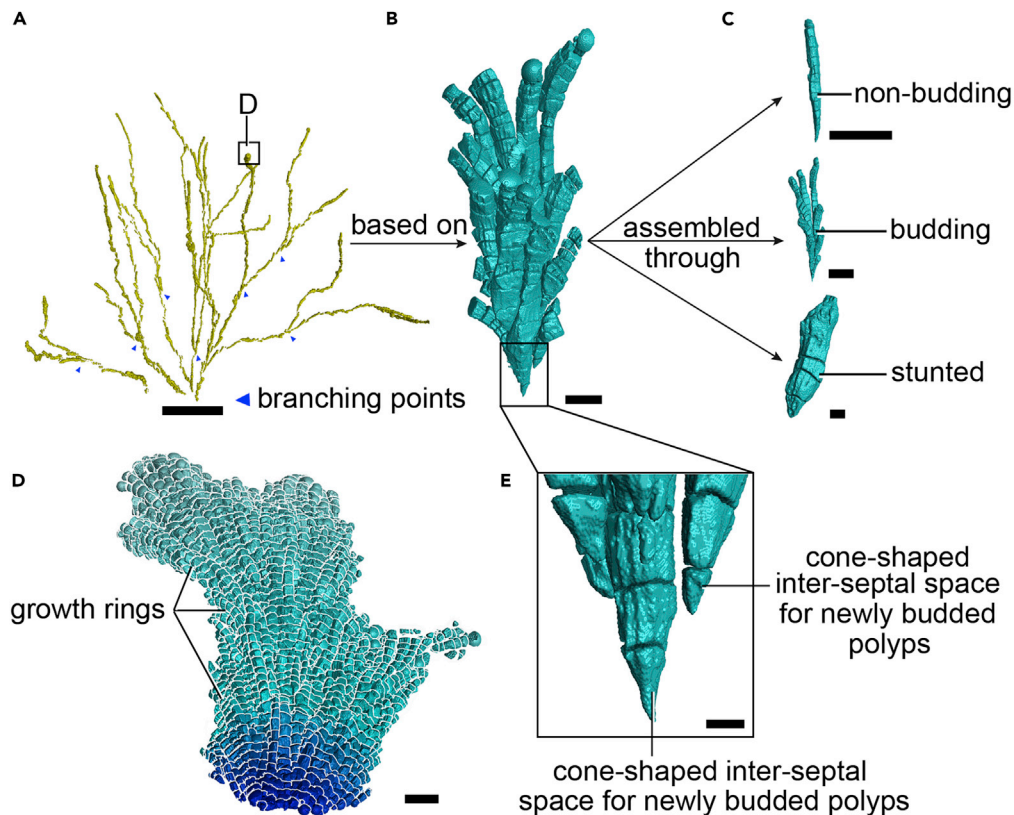 A
B
C
D
based on
assembled
through
non-budding
budding
stunted
branching points
D
growth rings
E
cone-shaped
inter-septal space
for newly budded
polyps
cone-shaped inter-septal
space for newly budded polyps